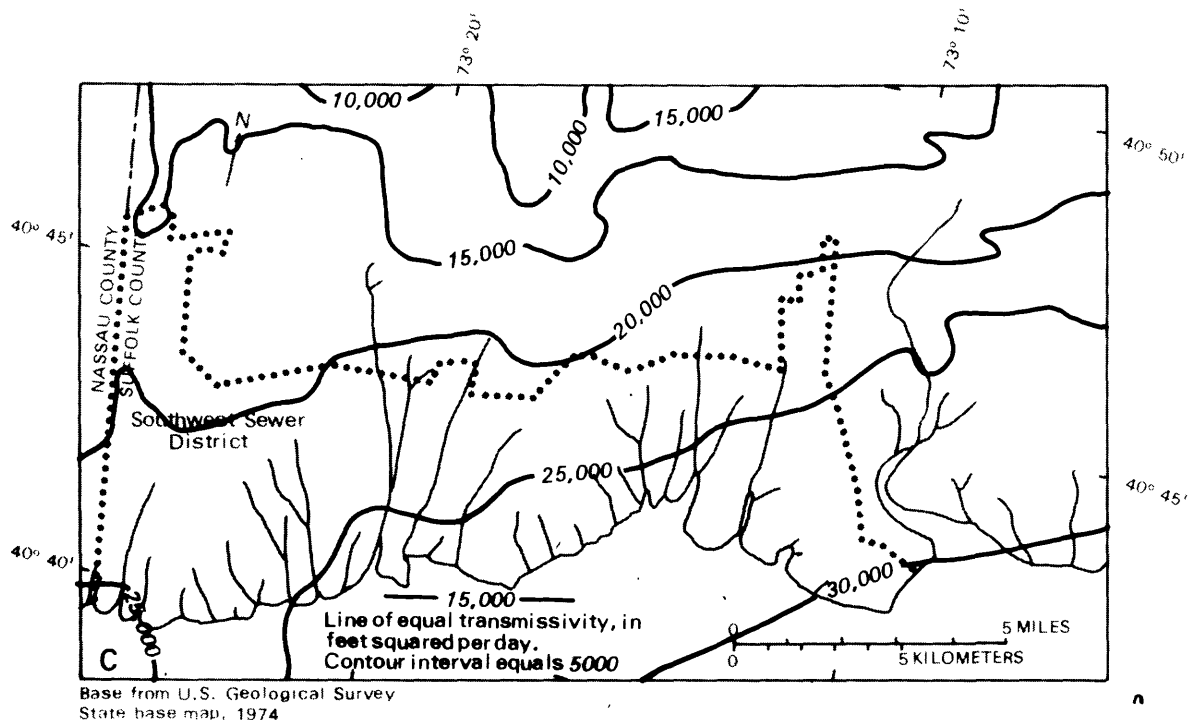 73° 20'
73° 10'
10,000
15,000
10,000
N
40° 50'
40° 45'
NASSAU COUNTY
SUFFOLK COUNTY
15,000
20,000
Southwest Sewer
District
25,000
40° 45'
40° 40'
25,000
30,000
15,000
Line of equal transmissivity, in
feet squared per day.
Contour interval equals 5000
0 5 MILES
0 5 KILOMETERS
C
Base from U.S. Geological Survey
State base map, 1974